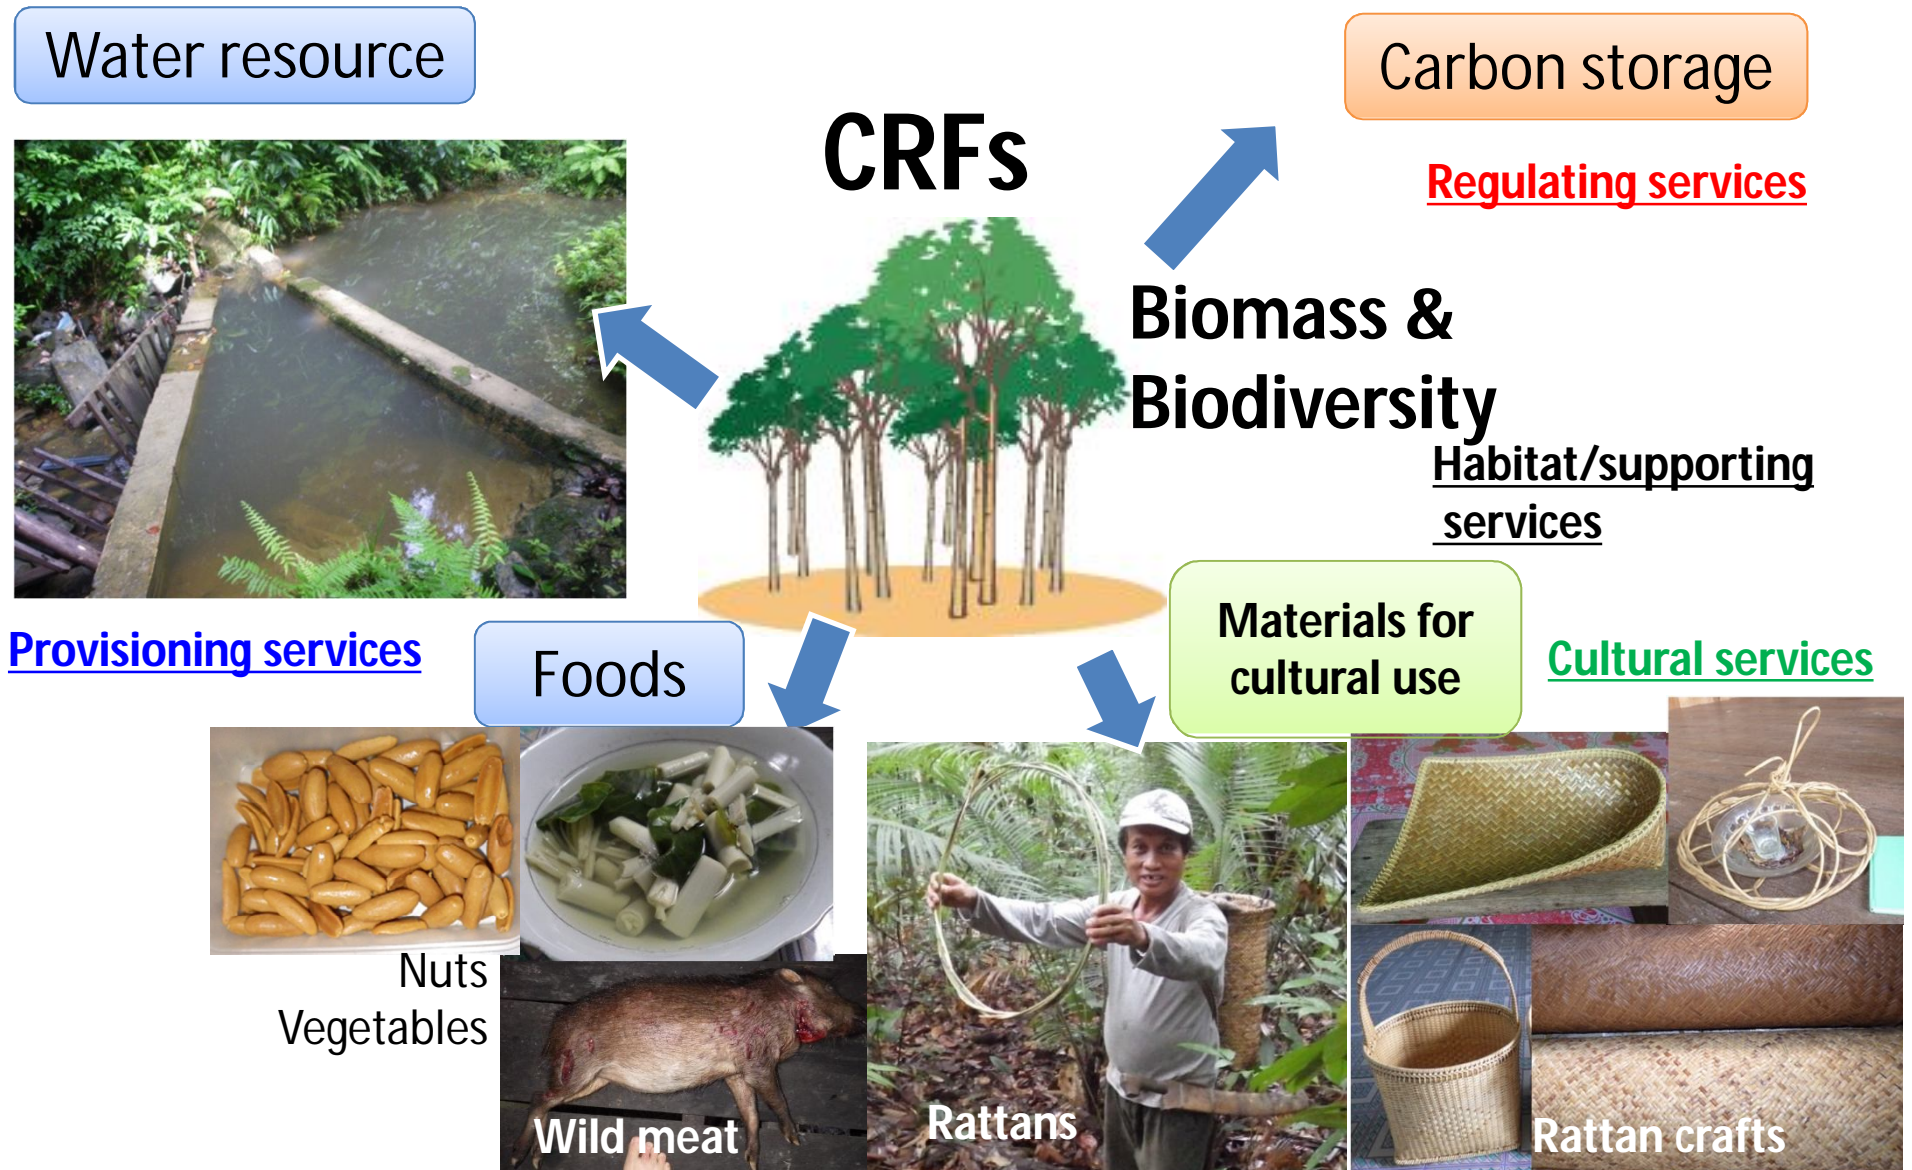 Water resource
Carbon storage
CRFs
Regulating services
Biomass &
Biodiversity
Habitat/supporting
services
Materials for
cultural use
Provisioning services
Foods
Cultural services
Nuts
Vegetables
Wild meat
Rattans
Rattan crafts